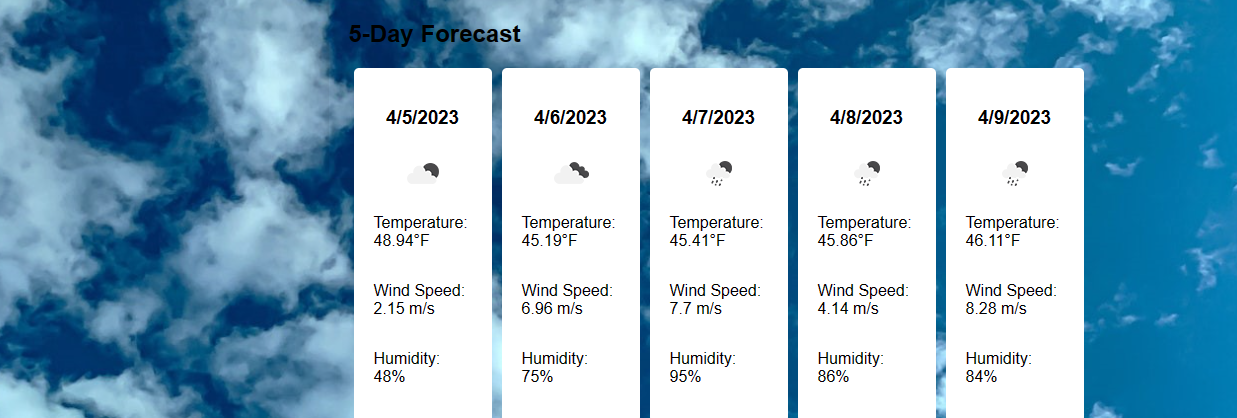 5-Day Forecast
4/5/2023
Temperature:
48.94°F
Wind Speed:
2.15 m/s
Humidity:
48%
4/6/2023
Temperature:
45.19°F
Wind Speed:
6.96 m/s
Humidity:
75%
4/7/2023
Temperature:
45.41°F
Wind Speed:
7.7 m/s
Humidity:
95%
4/8/2023
Temperature:
45.86°F
Wind Speed:
4.14 m/s
Humidity:
86%
4/9/2023
Temperature:
46.11°F
Wind Speed:
8.28 m/s
Humidity:
84%